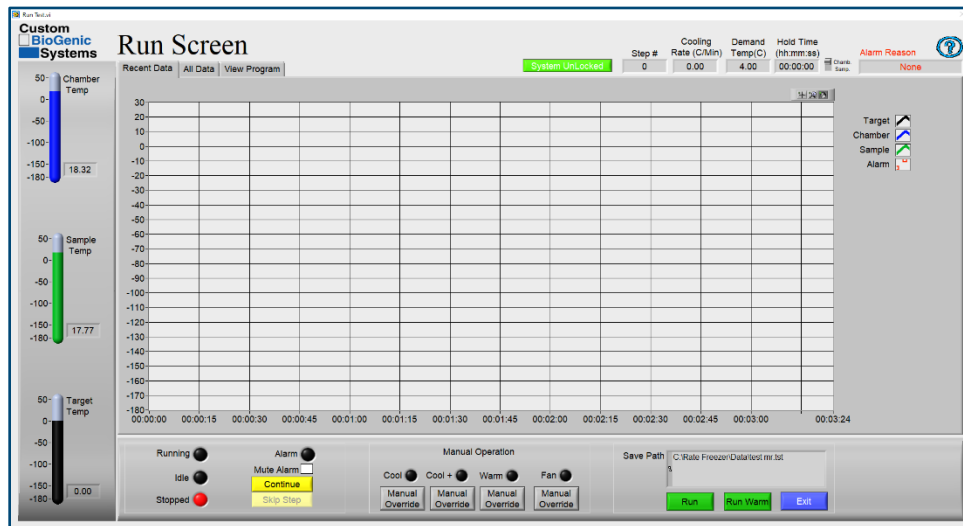 Run Test.vi
Custom
BioGenic
Systems
Run Screen
Recent Data All Data View Program
System UnLocked
Step #
0
Cooling
Rate (C/Min)
0.00
Demand
Temp(C)
4.00
Hold Time
(hh:mm:ss)
00:00:00
Chamb.
Samp.
Alarm Reason
None
?
50
0
-50
-100
-150
-180
Chamber
Temp
18.32
50
0
-50
-100
-150
-180
Sample
Temp
17.77
50
0
-50
-100
-150
-180
Target
Temp
0.00
30
20
10
0
-10
-20
-30
-40
-50
-60
-70
-80
-90
-100
-110
-120
-130
-140
-150
-160
-170
-180
00:00:00 00:00:15 00:00:30 00:00:45 00:01:00 00:01:15 00:01:30 00:01:45 00:02:00 00:02:15 00:02:30 00:02:45 00:03:00 00:03:24
Target
Chamber
Sample
Alarm
Running
Idle
Stopped
Alarm
Mute Alarm
Continue
Skip Step
Manual Operation
Cool Cool + Warm Fan
Manual
Override
Manual
Override
Manual
Override
Manual
Override
Save Path
C:\Rate Freezer\Data\test mr.tst
Run Run Warm Exit